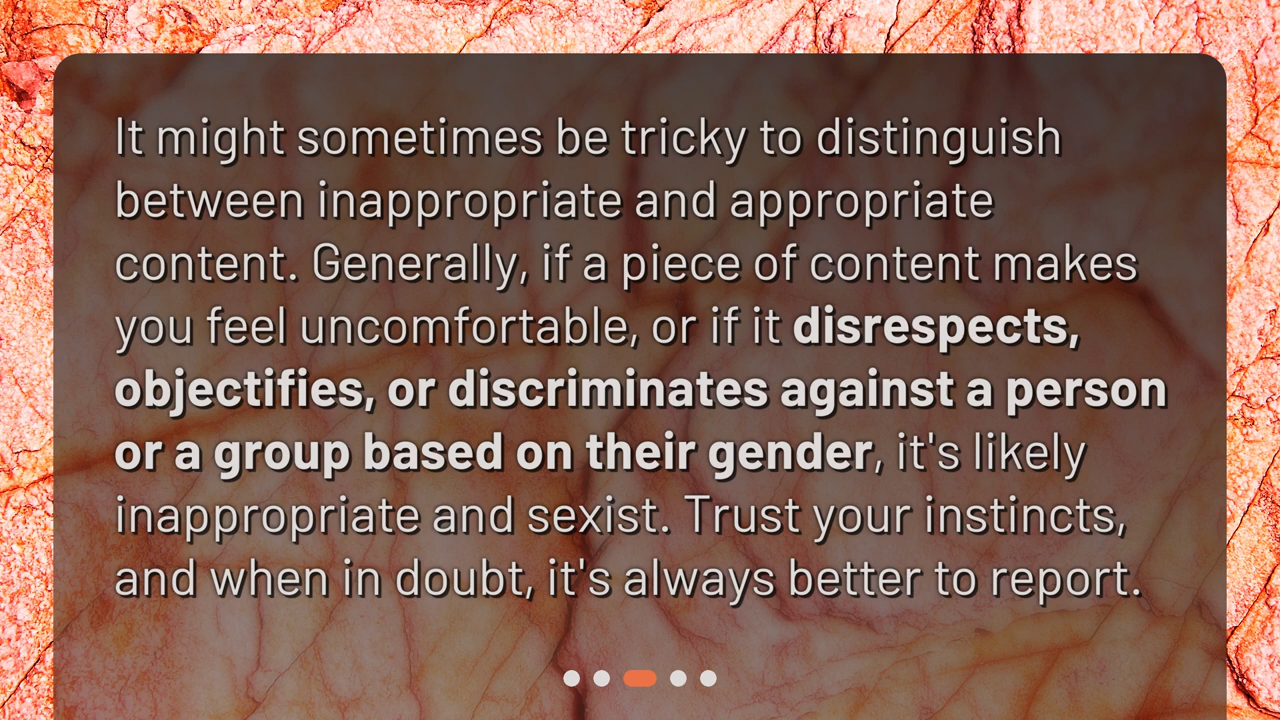 It might sometimes be tricky to distinguish
between inappropriate and appropriate
content. Generally, if a piece of content makes
you feel uncomfortable, or if it disrespects,
objectifies, or discriminates against a person
or a group based on their gender, it's likely
inappropriate and sexist. Trust your instincts,
and when in doubt, it's always better to report.